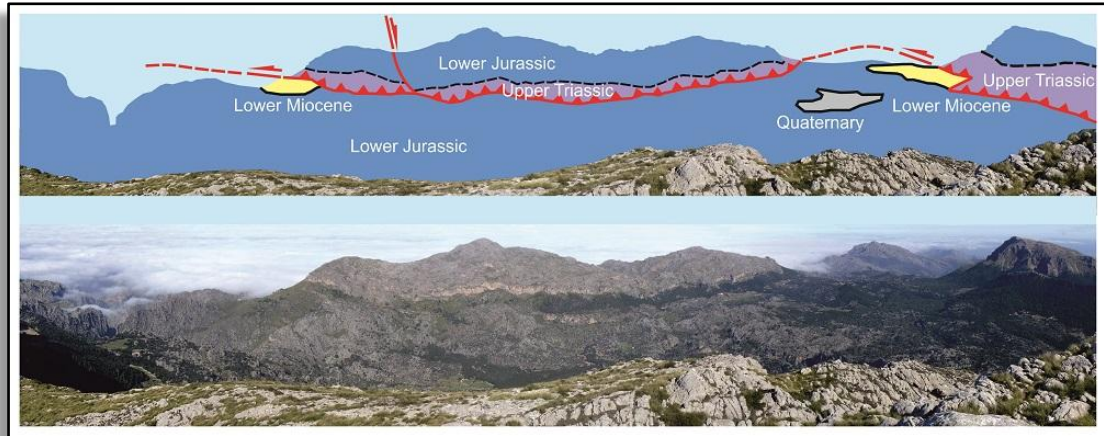 Lower Jurassic
Upper Triassic
Upper Triassic
Lower Miocene
Lower Miocene
Quaternary
Lower Jurassic